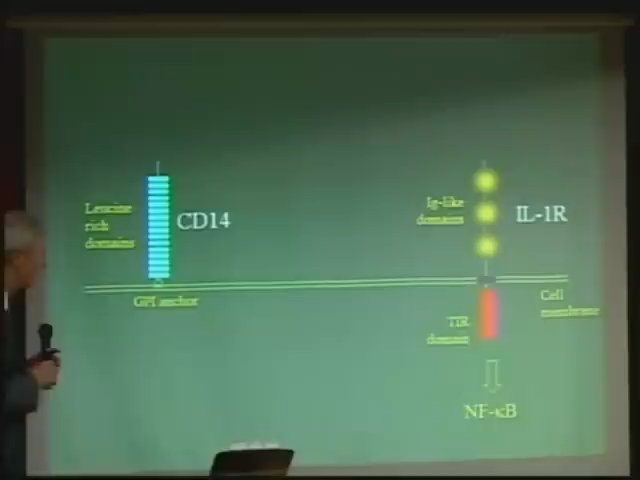 Leucine
rich
domains
CD14
GPI anchor
Ig-like
domains
IL-1R
Cell
membrane
TIR
domain
NF-κB